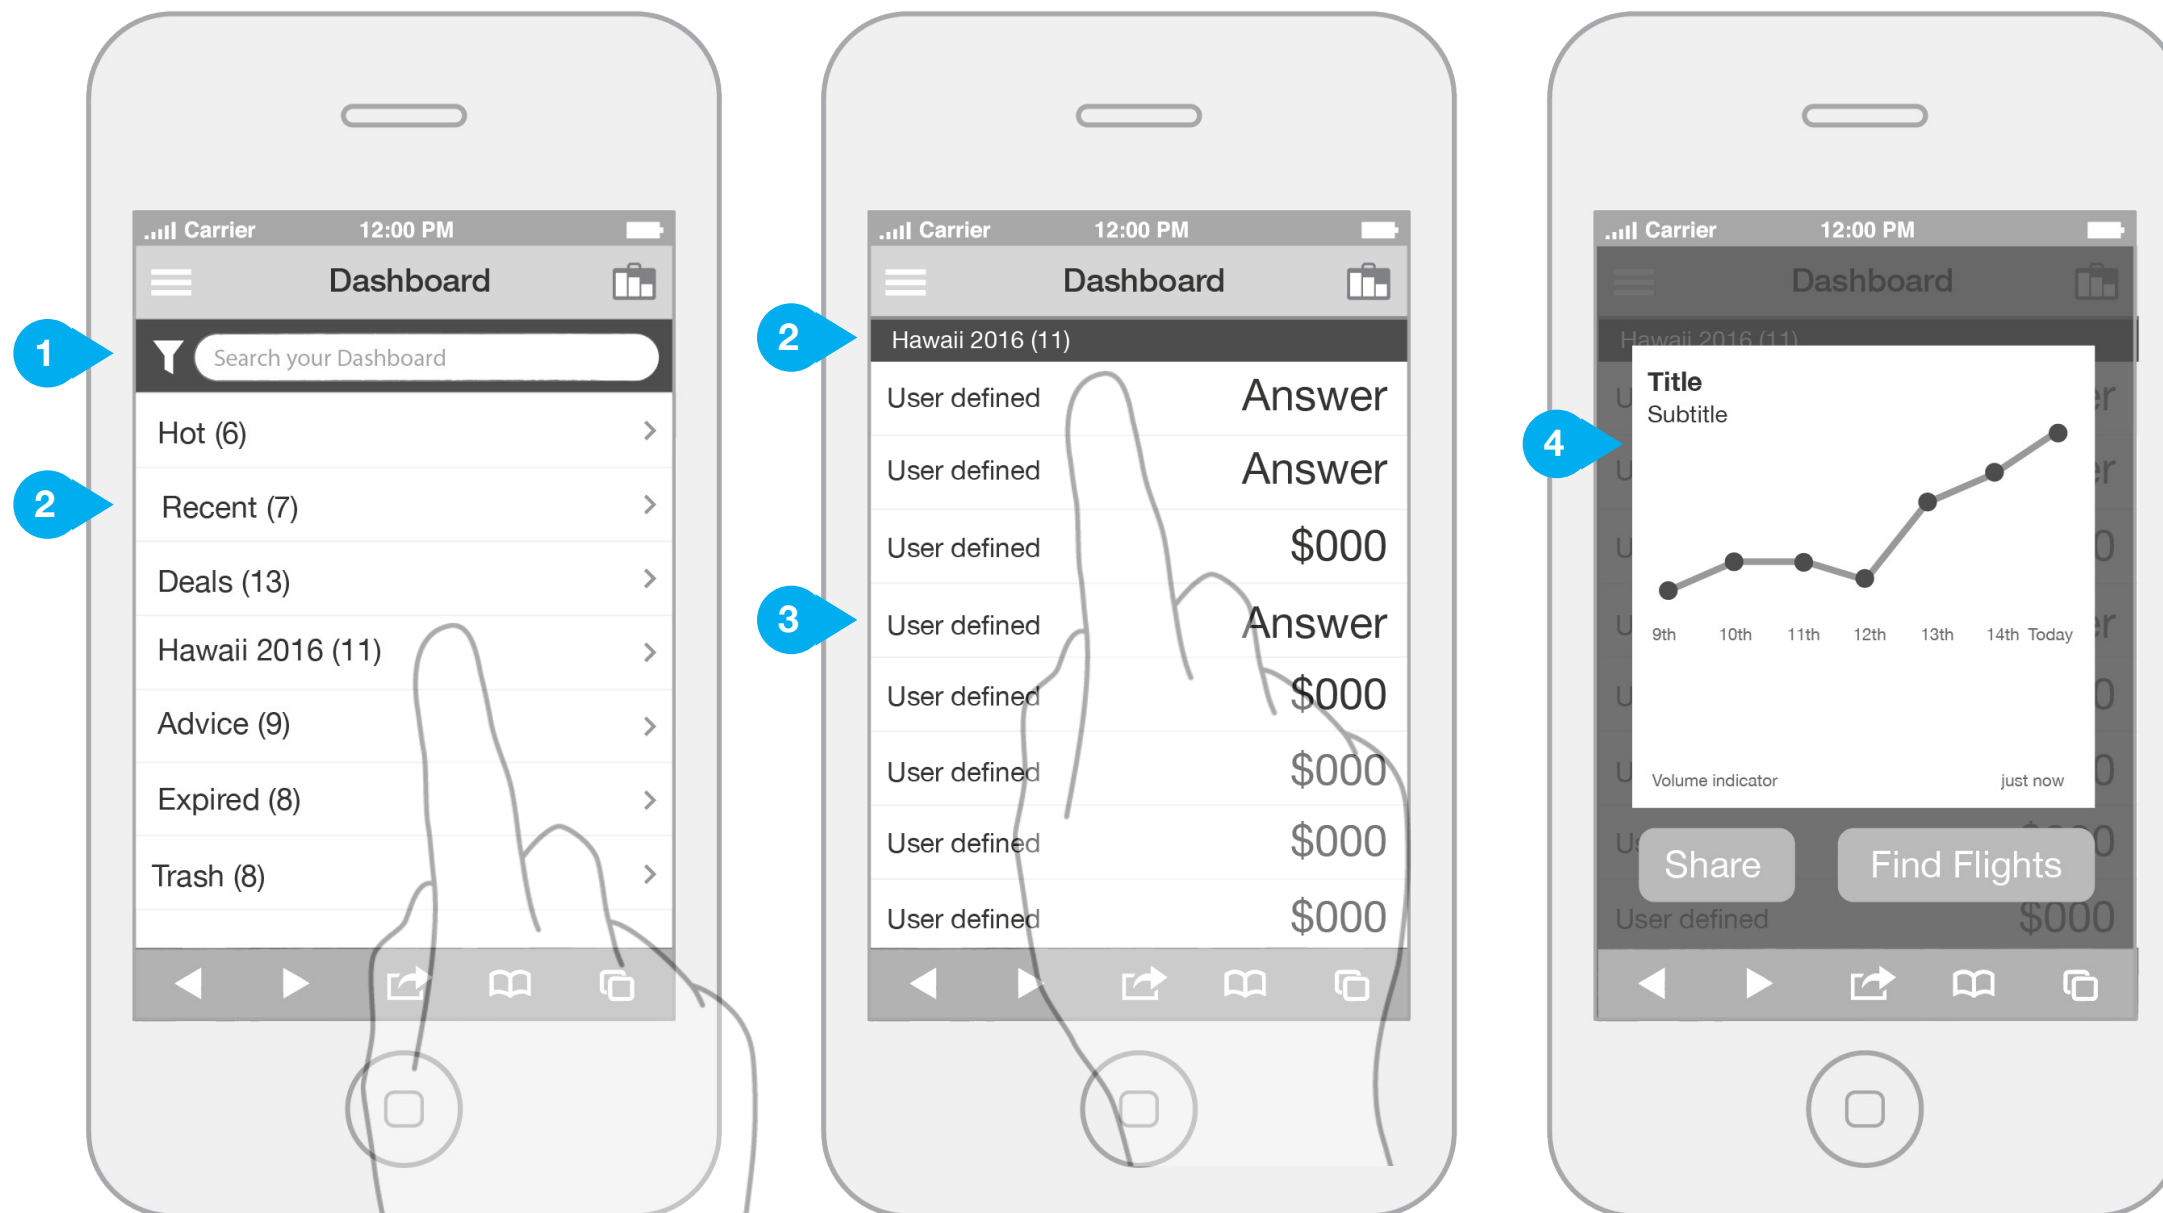 Carrier 12:00 PM
Dashboard
1
Search your Dashboard
Hot (6)
2
Recent (7)
Deals (13)
Hawaii 2016 (11)
Advice (9)
Expired (8)
Trash (8)
Carrier 12:00 PM
Dashboard
2
Hawaii 2016 (11)
User defined Answer
User defined Answer
User defined $000
3
User defined Answer
User defined $000
User defined $000
User defined $000
User defined $000
Carrier 12:00 PM
Dashboard
Hawaii 2016 (11)
Title
Subtitle
4
9th 10th 11th 12th 13th 14th Today
Volume indicator just now
Share Find Flights
User defined $000